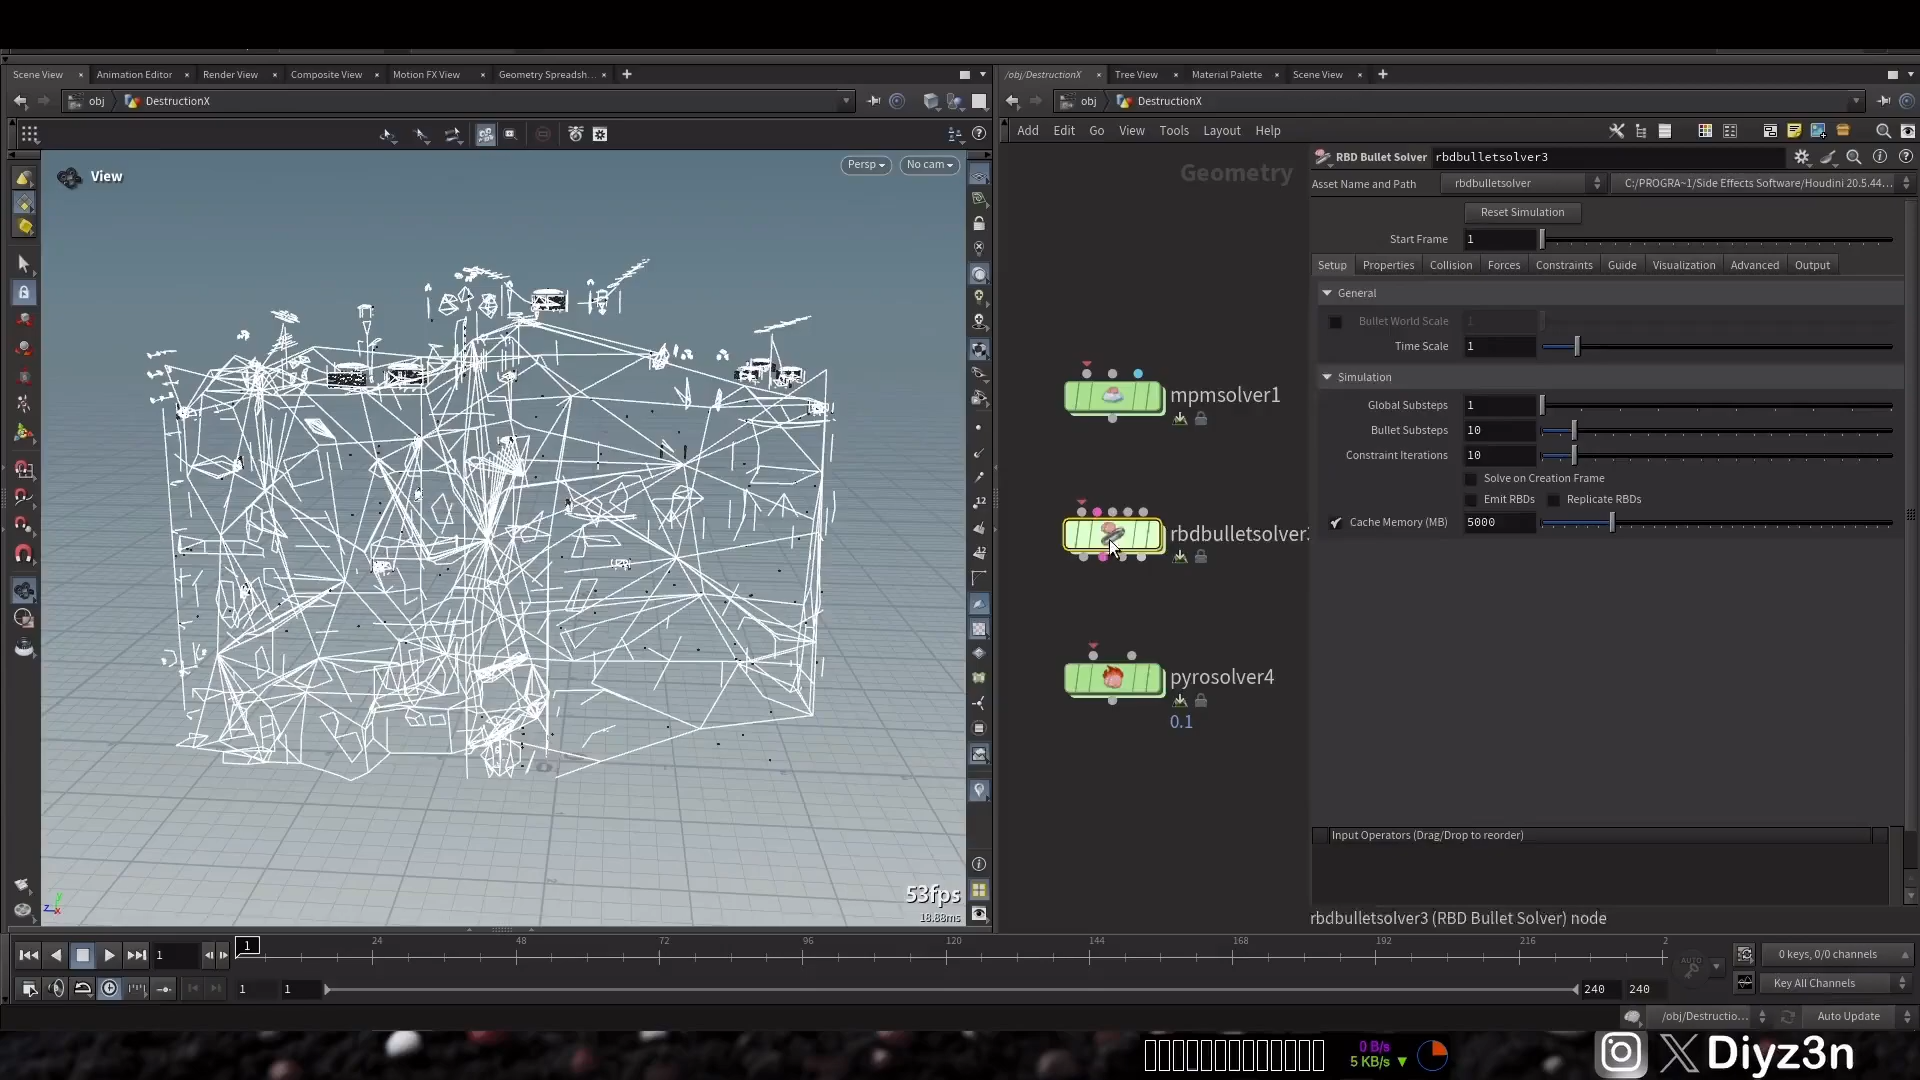 Scene View
Animation Editor
Render View
Composite View
Motion FX View
Geometry Spreadsh...
/obj/DestructionX
Tree View
Material Palette
Scene View
obj
DestructionX
obj
DestructionX
Add
Edit
Go
View
Tools
Layout
Help
View
Persp
No cam
Geometry
RBD Bullet Solver
rbdbulletsolver3
Asset Name and Path
rbdbulletsolver
C:/PROGRA~1/Side Effects Software/Houdini 20.5.44...
Reset Simulation
Start Frame
1
Setup
Properties
Collision
Forces
Constraints
Guide
Visualization
Advanced
Output
General
Bullet World Scale
1
Time Scale
1
Simulation
Global Substeps
1
Bullet Substeps
10
Constraint Iterations
10
Solve on Creation Frame
Emit RBDs
Replicate RBDs
Cache Memory (MB)
5000
mpmsolver1
rbdbulletsolver3
pyrosolver4
0.1
12
12
Input Operators (Drag/Drop to reorder)
rbdbulletsolver3 (RBD Bullet Solver) node
53fps
18.88ms
y
z
x
1
1
24
48
72
96
120
144
168
192
216
2
AUTO
0 keys, 0/0 channels
1
1
240
240
Key All Channels
/obj/Destructio...
Auto Update
0 B/s
5 KB/s
Diyz3n